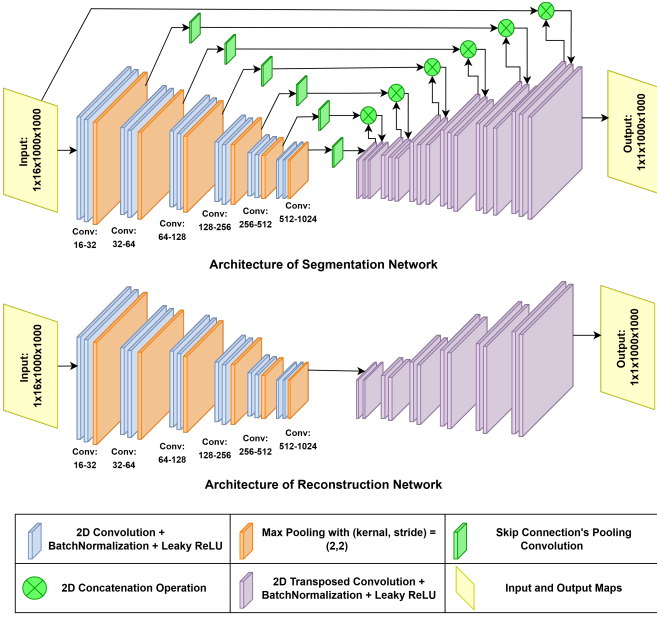 Input:
1x16x1000x1000
Output:
1x1x1000x1000
Conv:
16-32
Conv:
32-64
Conv:
64-128
Conv:
128-256
Conv:
256-512
Conv:
512-1024
Architecture of Segmentation Network
Input:
1x16x1000x1000
Output:
1x1x1000x1000
Conv:
16-32
Conv:
32-64
Conv:
64-128
Conv:
128-256
Conv:
256-512
Conv:
512-1024
Architecture of Reconstruction Network
2D Convolution +
BatchNormalization + Leaky ReLU
Max Pooling with (kernal, stride) =
(2,2)
Skip Connection's Pooling
Convolution
2D Concatenation Operation
2D Transposed Convolution +
BatchNormalization + Leaky ReLU
Input and Output Maps